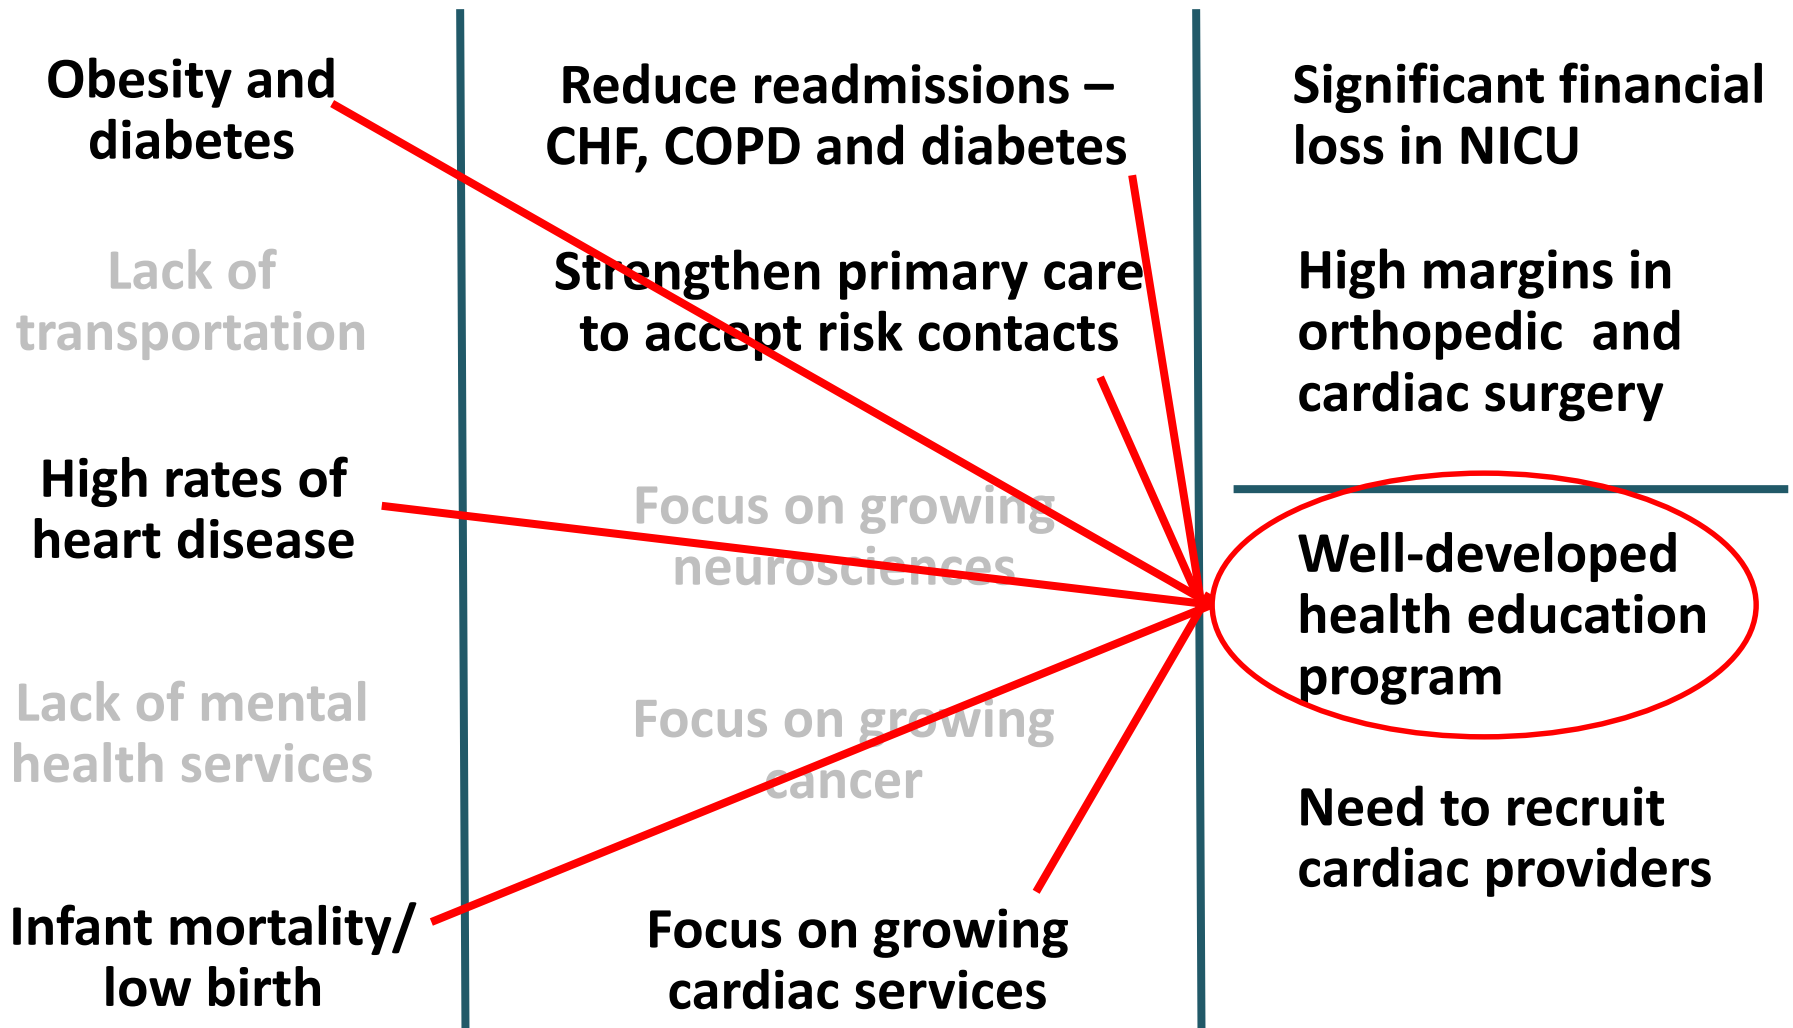 Obesity and
diabetes
Lack of
transportation
High rates of
heart disease
Lack of mental
health services
Infant mortality/
low birth
Reduce readmissions –
CHF, COPD and diabetes
Strengthen primary care
to accept risk contacts
Focus on growing
neurosciences
Focus on growing
cancer
Focus on growing
cardiac services
Significant financial
loss in NICU
High margins in
orthopedic and
cardiac surgery
Well-developed
health education
program
Need to recruit
cardiac providers